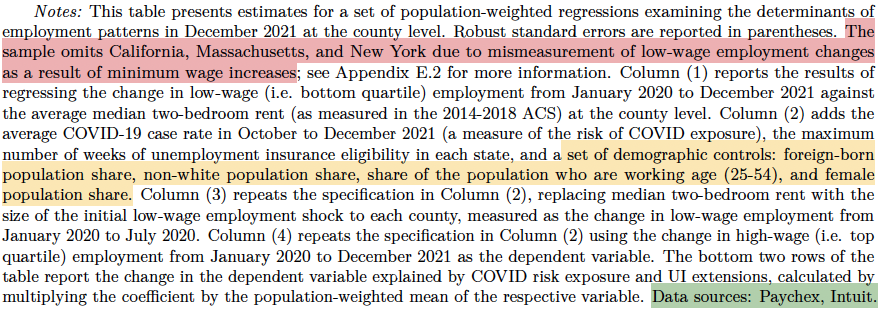 Notes: This table presents estimates for a set of population-weighted regressions examining the determinants of
employment patterns in December 2021 at the county level. Robust standard errors are reported in parentheses. The
sample omits California, Massachusetts, and New York due to mismeasurement of low-wage employment changes
as a result of minimum wage increases; see Appendix E.2 for more information. Column (1) reports the results of
regressing the change in low-wage (i.e. bottom quartile) employment from January 2020 to December 2021 against
the average median two-bedroom rent (as measured in the 2014-2018 ACS) at the county level. Column (2) adds the
average COVID-19 case rate in October to December 2021 (a measure of the risk of COVID exposure), the maximum
number of weeks of unemployment insurance eligibility in each state, and a set of demographic controls: foreign-born
population share, non-white population share, share of the population who are working age (25-54), and female
population share. Column (3) repeats the specification in Column (2), replacing median two-bedroom rent with the
size of the initial low-wage employment shock to each county, measured as the change in low-wage employment from
January 2020 to July 2020. Column (4) repeats the specification in Column (2) using the change in high-wage (i.e. top
quartile) employment from January 2020 to December 2021 as the dependent variable. The bottom two rows of the
table report the change in the dependent variable explained by COVID risk exposure and UI extensions, calculated by
multiplying the coefficient by the population-weighted mean of the respective variable. Data sources: Paychex, Intuit.